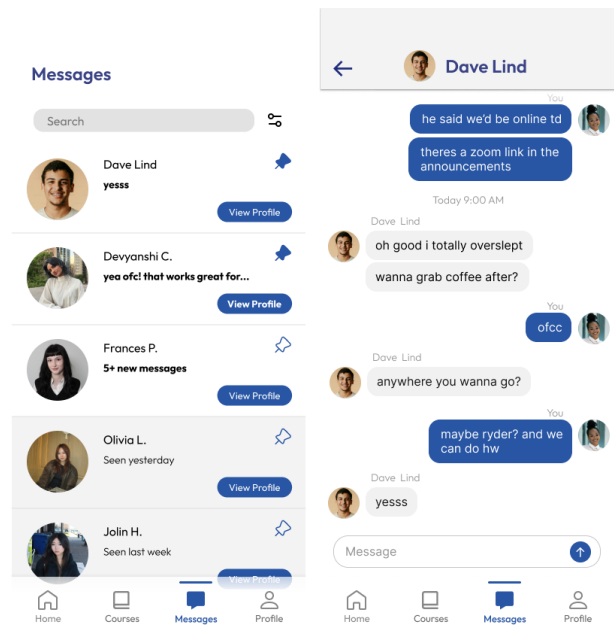 Messages
Search
Dave Lind
yesss
View Profile
Devyanshi C.
yea ofc! that works great for...
View Profile
Frances P.
5+ new messages
View Profile
Olivia L.
Seen yesterday
View Profile
Jolin H.
Seen last week
View Profile
Home
Courses
Messages
Profile
Dave Lind
You
he said we'd be online td
theres a zoom link in the
announcements
Today 9:00 AM
Dave Lind
oh good i totally overslept
wanna grab coffee after?
You
ofcc
Dave Lind
anywhere you wanna go?
You
maybe ryder? and we
can do hw
Dave Lind
yesss
Message
Home
Courses
Messages
Profile